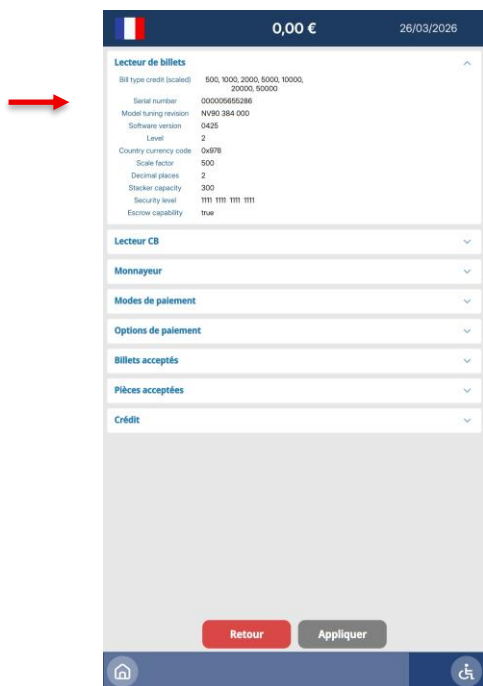 0,00 €
26/03/2026
Lecteur de billets
Bill type credit (scaled) 500, 1000, 2000, 5000, 10000,
20000, 50000
Serial number 000005655286
Model tuning revision NV90 384 000
Software version 0425
Level 2
Country currency code 0x978
Scale factor 500
Decimal places 2
Stacker capacity 300
Security level 1111 1111 1111 1111
Escrow capability true
Lecteur CB
Monnayeur
Modes de paiement
Options de paiement
Billets acceptés
Pièces acceptées
Crédit
Retour
Appliquer